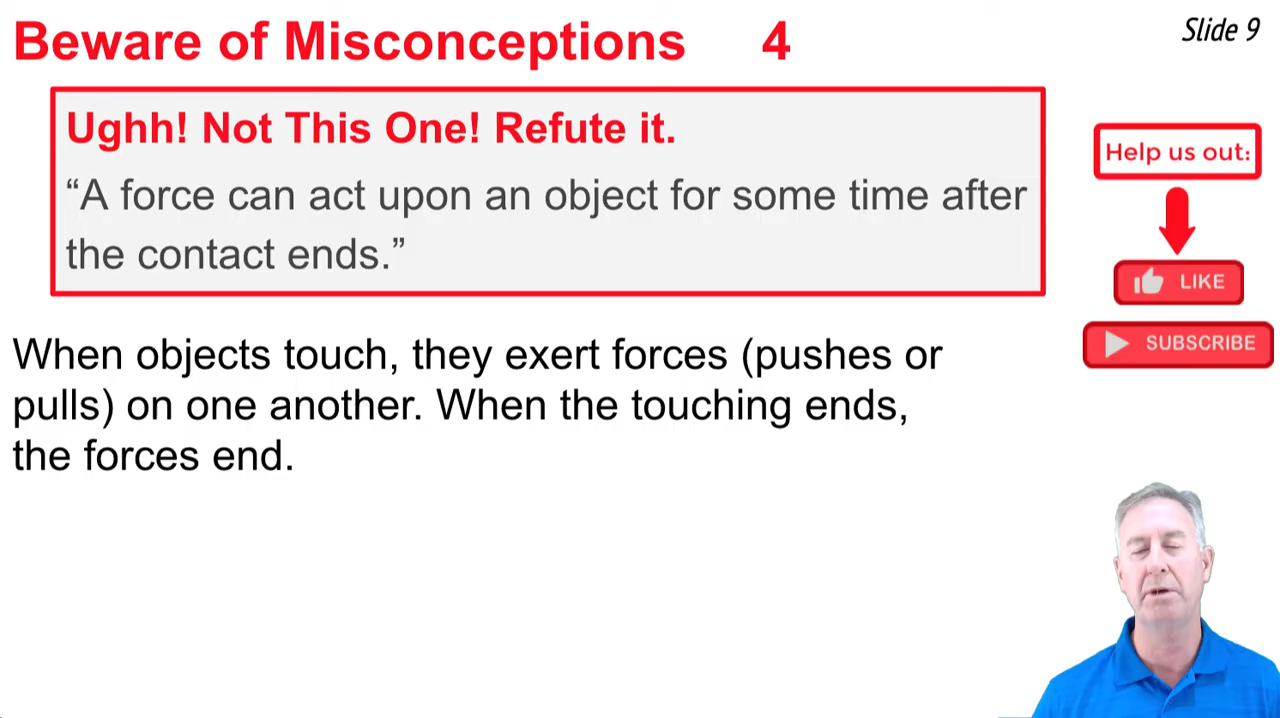 Beware of Misconceptions 4
Slide 9
Ughh! Not This One! Refute it.
“A force can act upon an object for some time after
the contact ends.”
Help us out:
LIKE
SUBSCRIBE
When objects touch, they exert forces (pushes or
pulls) on one another. When the touching ends,
the forces end.